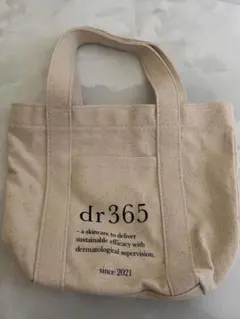 dr365
– a skincare to deliver
sustainable efficacy with
dermatological supervision.
since 2021